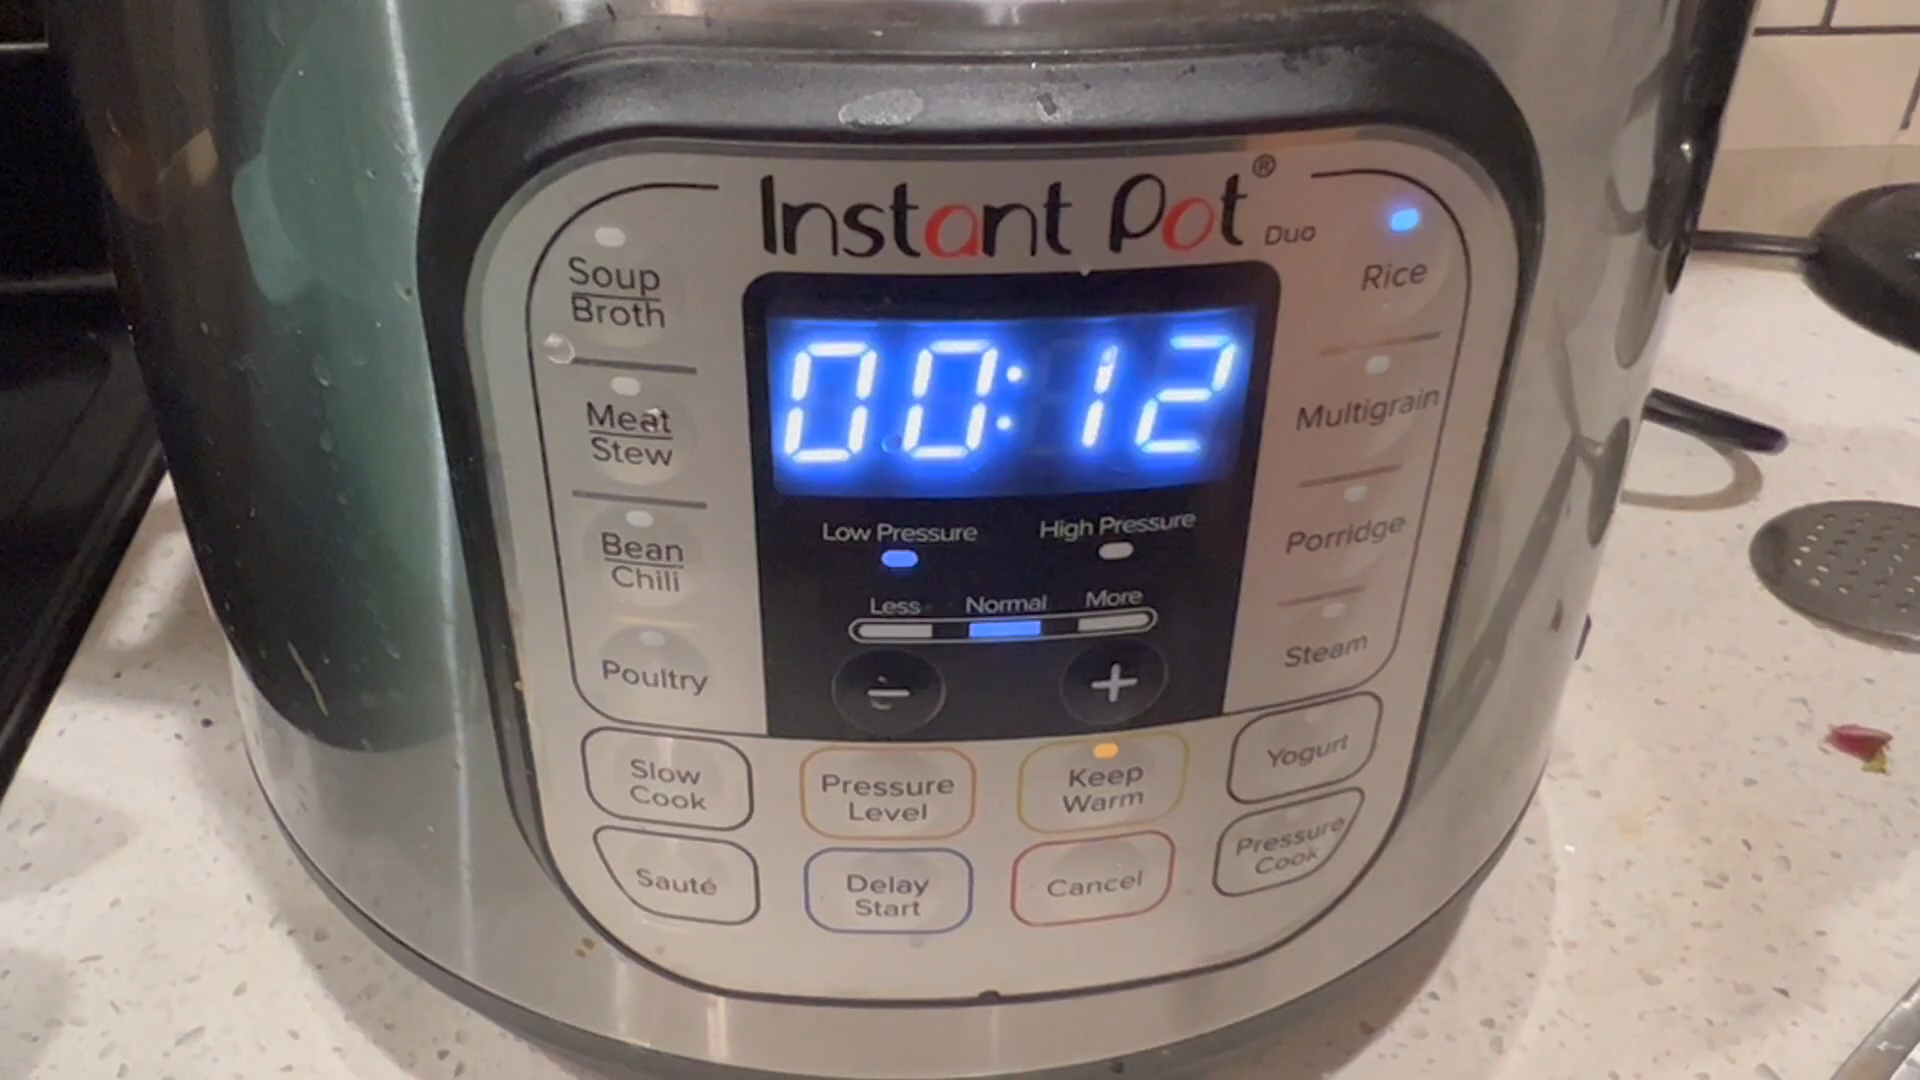 Instant Pot® Duo
Soup
Broth
Meat
Stew
Bean
Chili
Poultry
00:12
Low Pressure High Pressure
Less Normal More
− +
Rice
Multigrain
Porridge
Steam
Slow
Cook
Pressure
Level
Keep
Warm
Yogurt
Sauté
Delay
Start
Cancel
Pressure
Cook